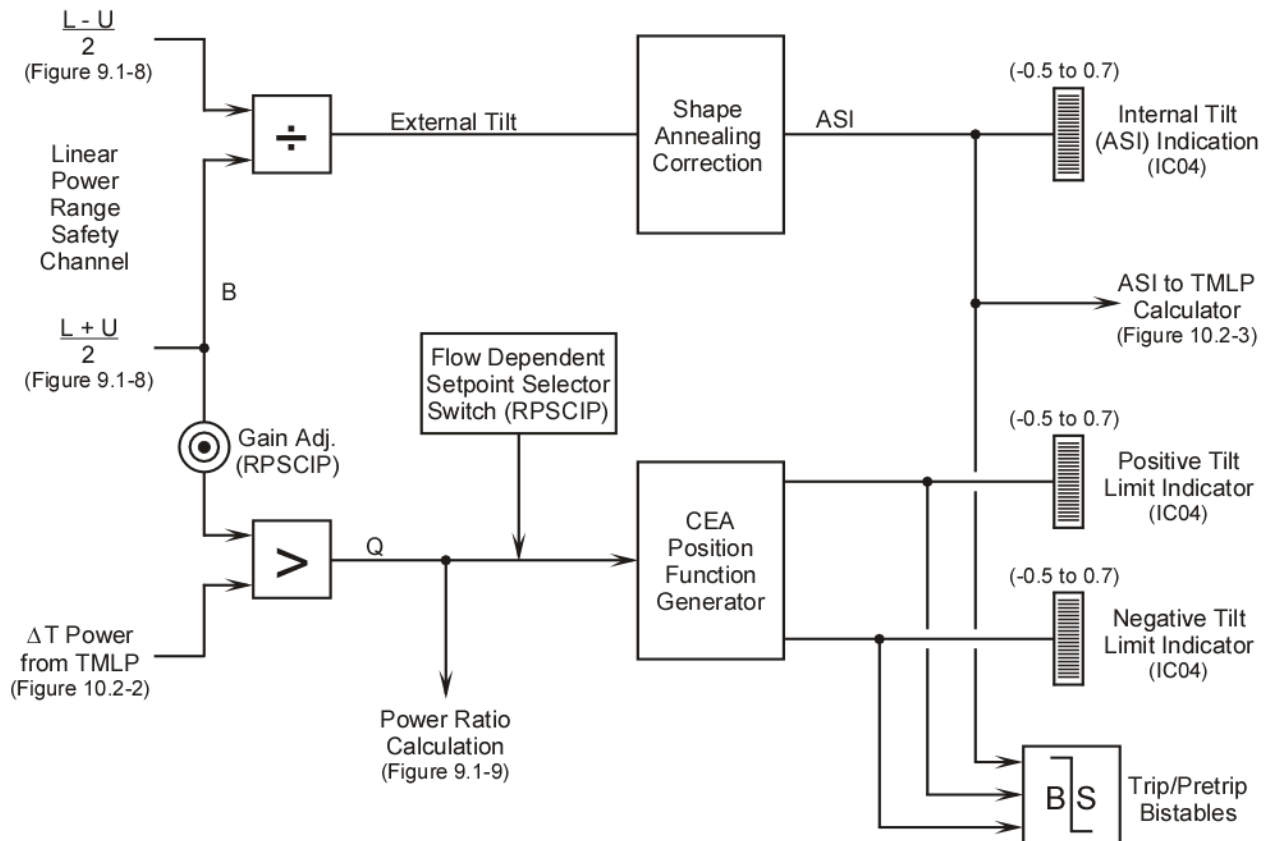 L - U
2
(Figure 9.1-8)
Linear
Power
Range
Safety
Channel
B
L + U
2
(Figure 9.1-8)
Gain Adj.
(RPSCIP)
ΔT Power
from TMLP
(Figure 10.2-2)
÷
External Tilt
Shape
Annealing
Correction
ASI
(-0.5 to 0.7)
Internal Tilt
(ASI) Indication
(IC04)
ASI to TMLP
Calculator
(Figure 10.2-3)
Flow Dependent
Setpoint Selector
Switch (RPSCIP)
>
Q
Power Ratio
Calculation
(Figure 9.1-9)
CEA
Position
Function
Generator
(-0.5 to 0.7)
Positive Tilt
Limit Indicator
(IC04)
(-0.5 to 0.7)
Negative Tilt
Limit Indicator
(IC04)
B S
Trip/Pretrip
Bistables